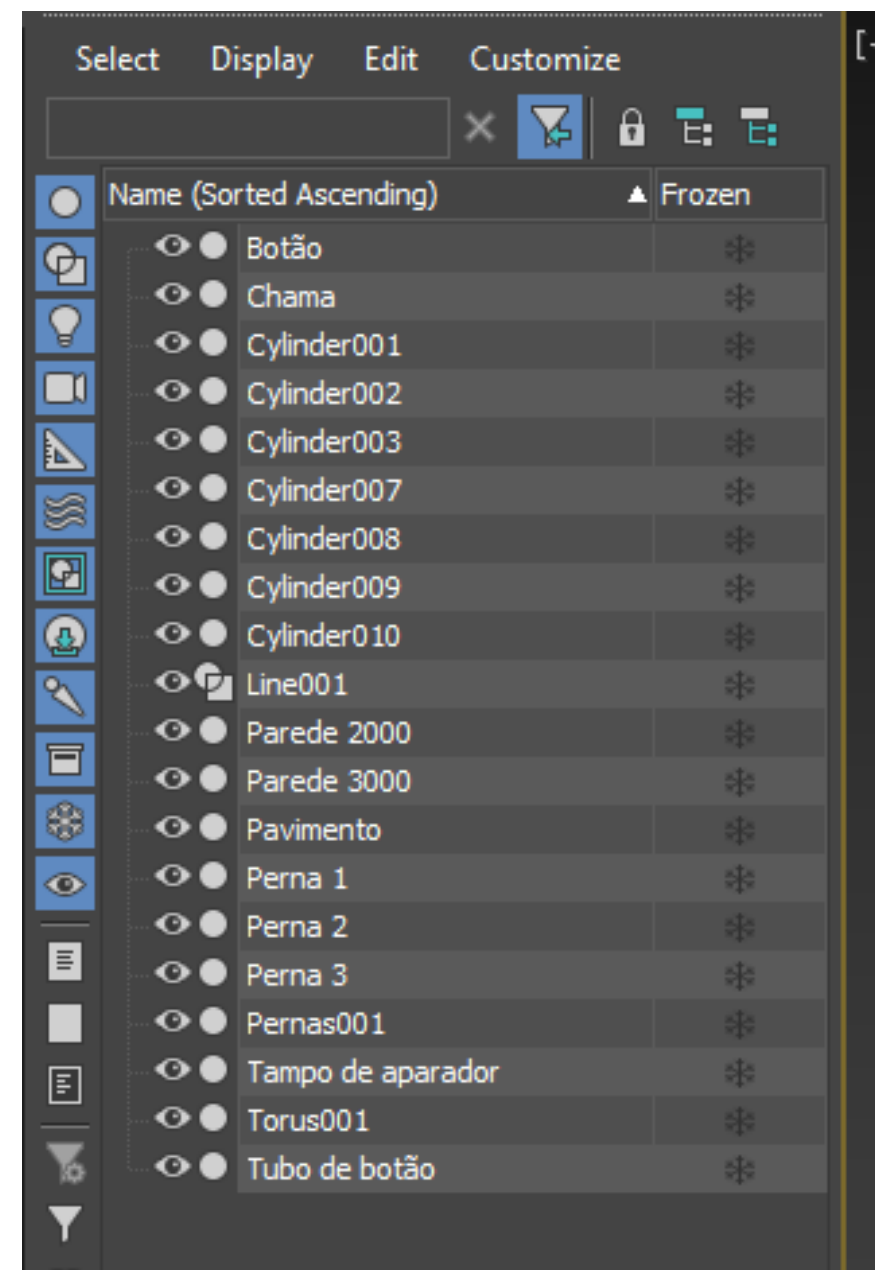 Select Display Edit Customize
Name (Sorted Ascending) Frozen
Botão
Chama
Cylinder001
Cylinder002
Cylinder003
Cylinder007
Cylinder008
Cylinder009
Cylinder010
Line001
Parede 2000
Parede 3000
Pavimento
Perna 1
Perna 2
Perna 3
Pernas001
Tampo de aparador
Torus001
Tubo de botão